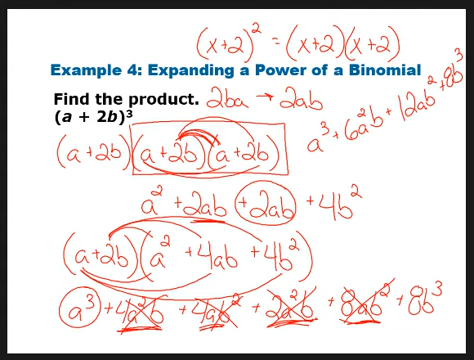 (x+2)² = (x+2)(x+2)
Example 4: Expanding a Power of a Binomial
Find the product. 2ba → 2ab
(a + 2b)³
a³ + 6a²b + 12ab² + 8b³
(a+2b)(a+2b)(a+2b)
a² + 2ab + 2ab + 4b²
(a+2b)(a² + 4ab + 4b²)
a³ + 4a²b + 4ab² + 2a²b + 8ab² + 8b³